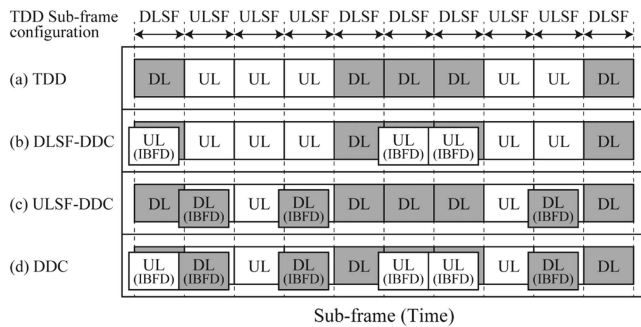 TDD Sub-frame configuration
DLSF ULSF ULSF ULSF DLSF DLSF DLSF ULSF ULSF DLSF
(a) TDD DL UL UL UL DL DL DL UL UL DL
(b) DLSF-DDC UL (IBFD) UL UL UL DL UL (IBFD) UL (IBFD) UL UL DL
(c) ULSF-DDC DL DL (IBFD) UL DL (IBFD) DL DL DL UL DL (IBFD) DL
(d) DDC UL (IBFD) DL (IBFD) UL DL (IBFD) DL UL (IBFD) UL (IBFD) UL DL (IBFD) DL
Sub-frame (Time)